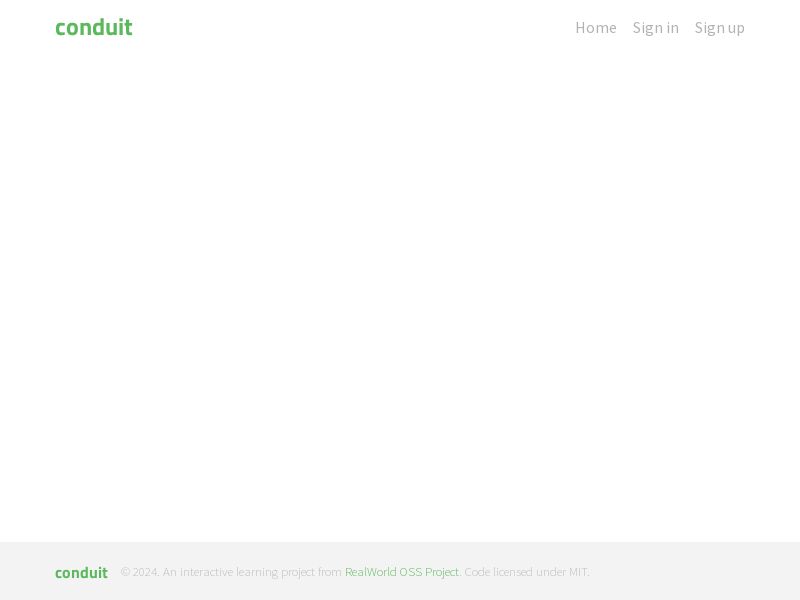 conduit
Home Sign in Sign up
conduit © 2024. An interactive learning project from RealWorld OSS Project. Code licensed under MIT.